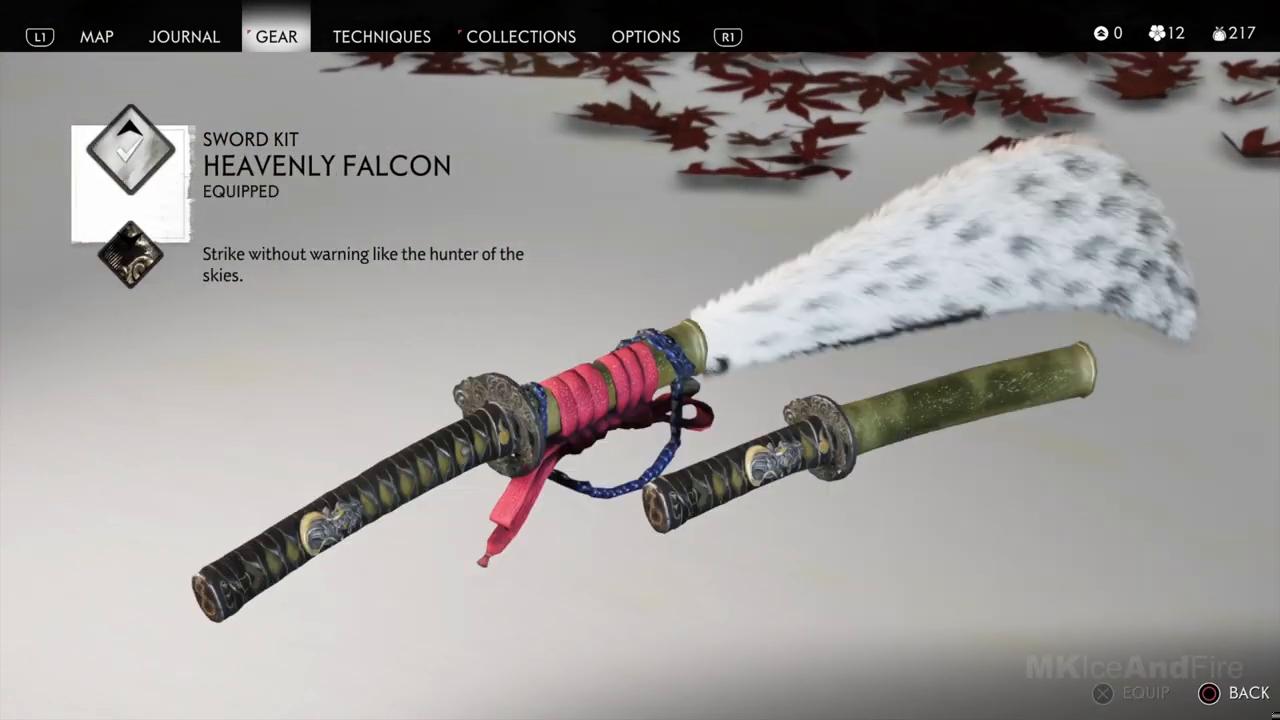 L1 MAP JOURNAL GEAR TECHNIQUES COLLECTIONS OPTIONS R1 0 12 217
SWORD KIT
HEAVENLY FALCON
EQUIPPED
Strike without warning like the hunter of the
skies.
MKIceAndFire
EQUIP BACK